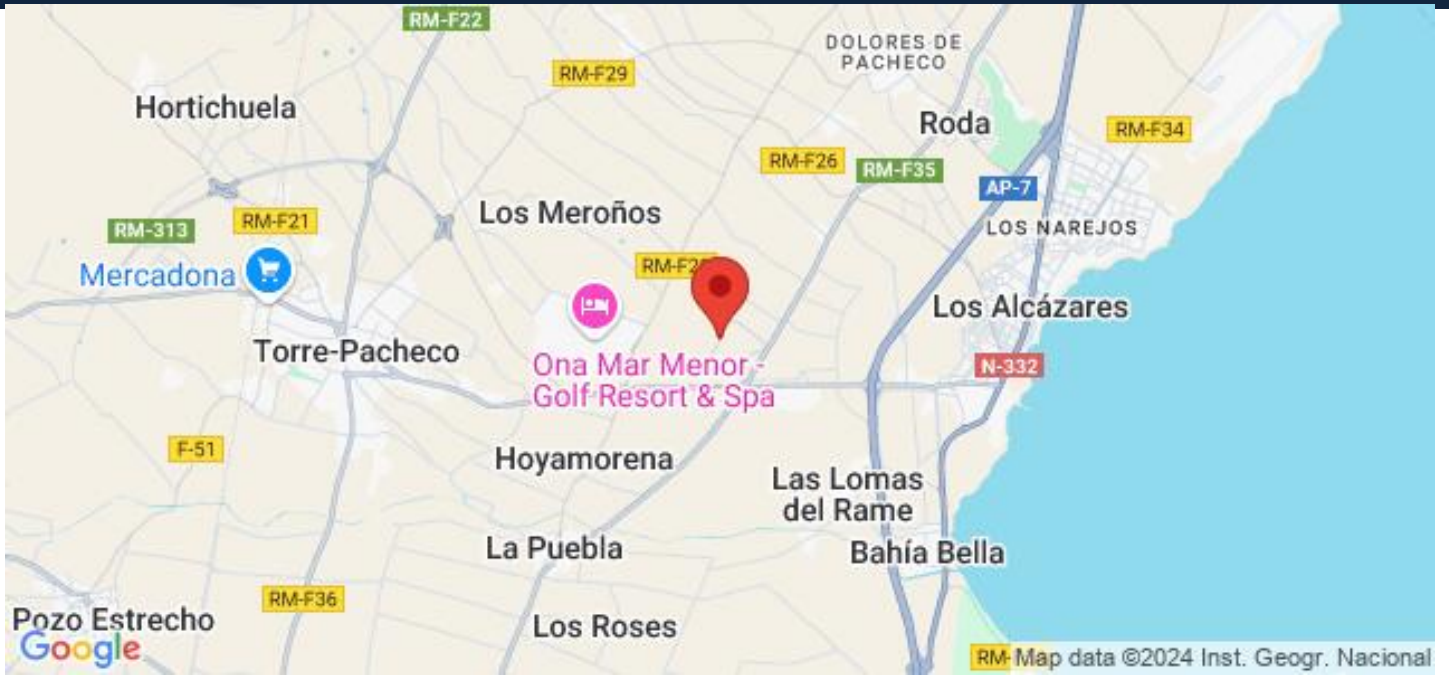 RM-F22
DOLORES DE
PACHECO
RM-F29
Hortichuela
Roda
RM-F34
RM-F26
RM-F35
AP-7
Los Meroños
RM-F21
RM-313
LOS NAREJOS
Mercadona
Los Alcázares
Torre-Pacheco
Ona Mar Menor -
Golf Resort & Spa
N-332
F-51
Hoyamorena
Las Lomas
del Rame
La Puebla
Bahía Bella
RM-F36
Pozo Estrecho
Los Roses
Google
Map data ©2024 Inst. Geogr. Nacional